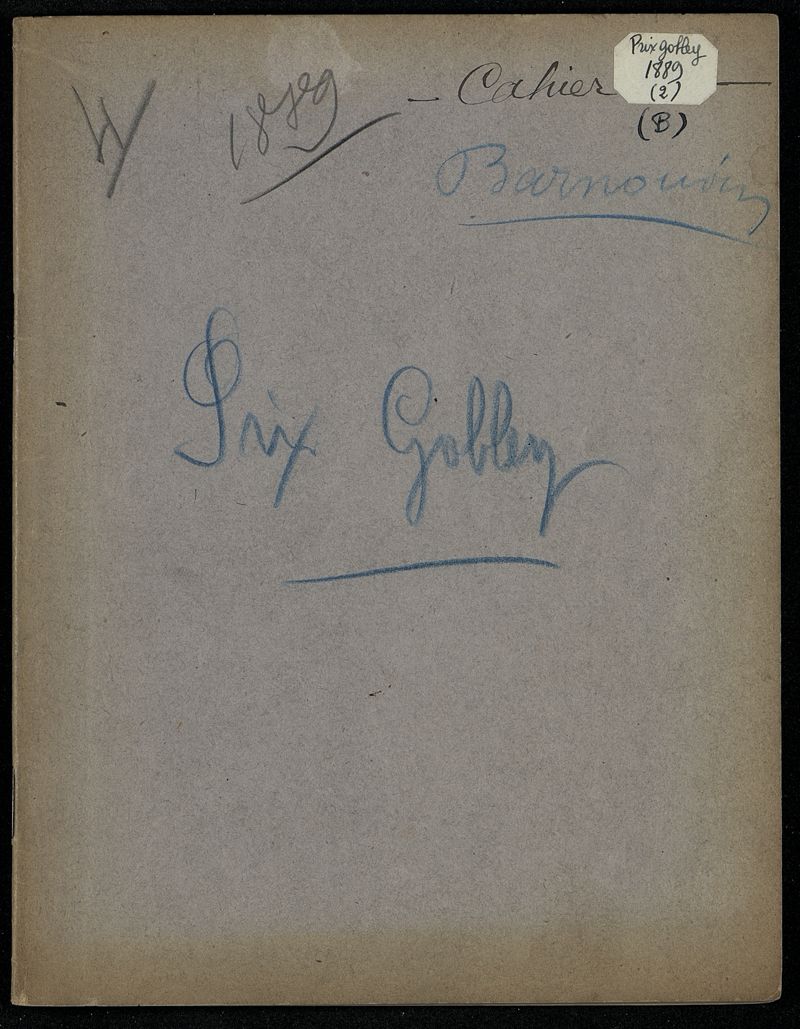 Prix gobley
1889
(2)
- Cahier -
(B)
1889
Barnouvin
Prix Gobley